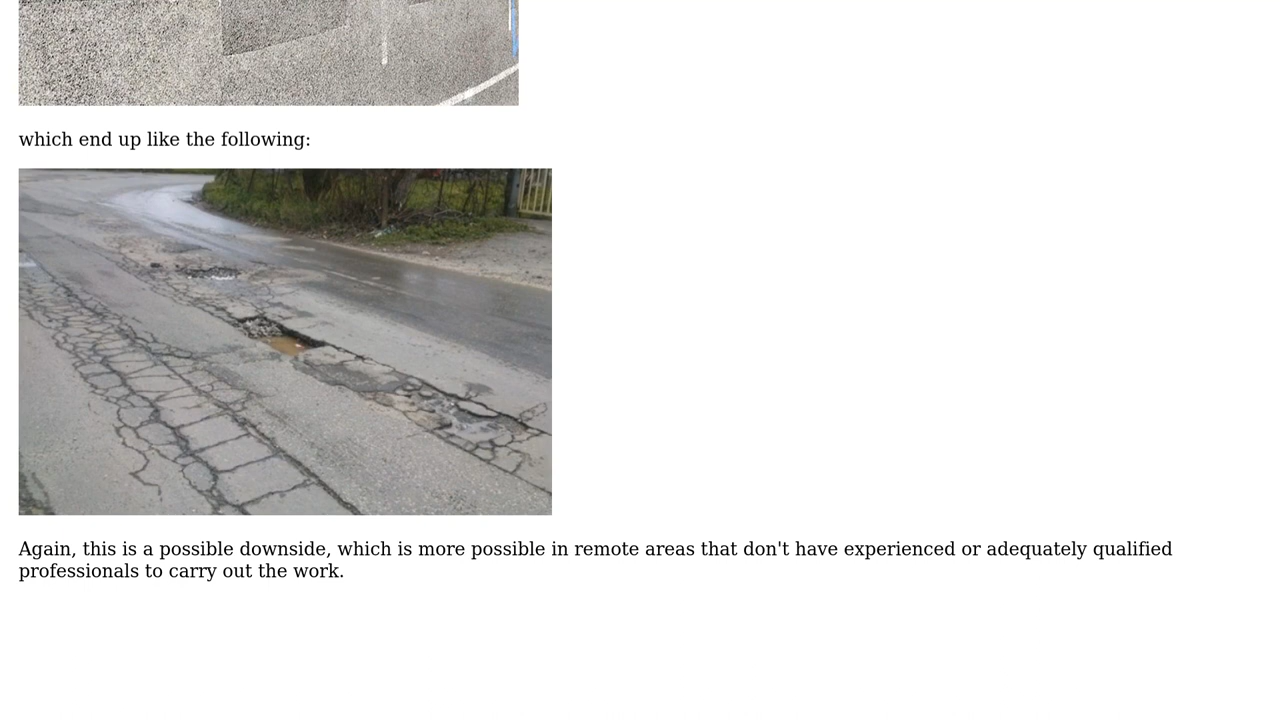 which end up like the following:
Again, this is a possible downside, which is more possible in remote areas that don't have experienced or adequately qualified
professionals to carry out the work.